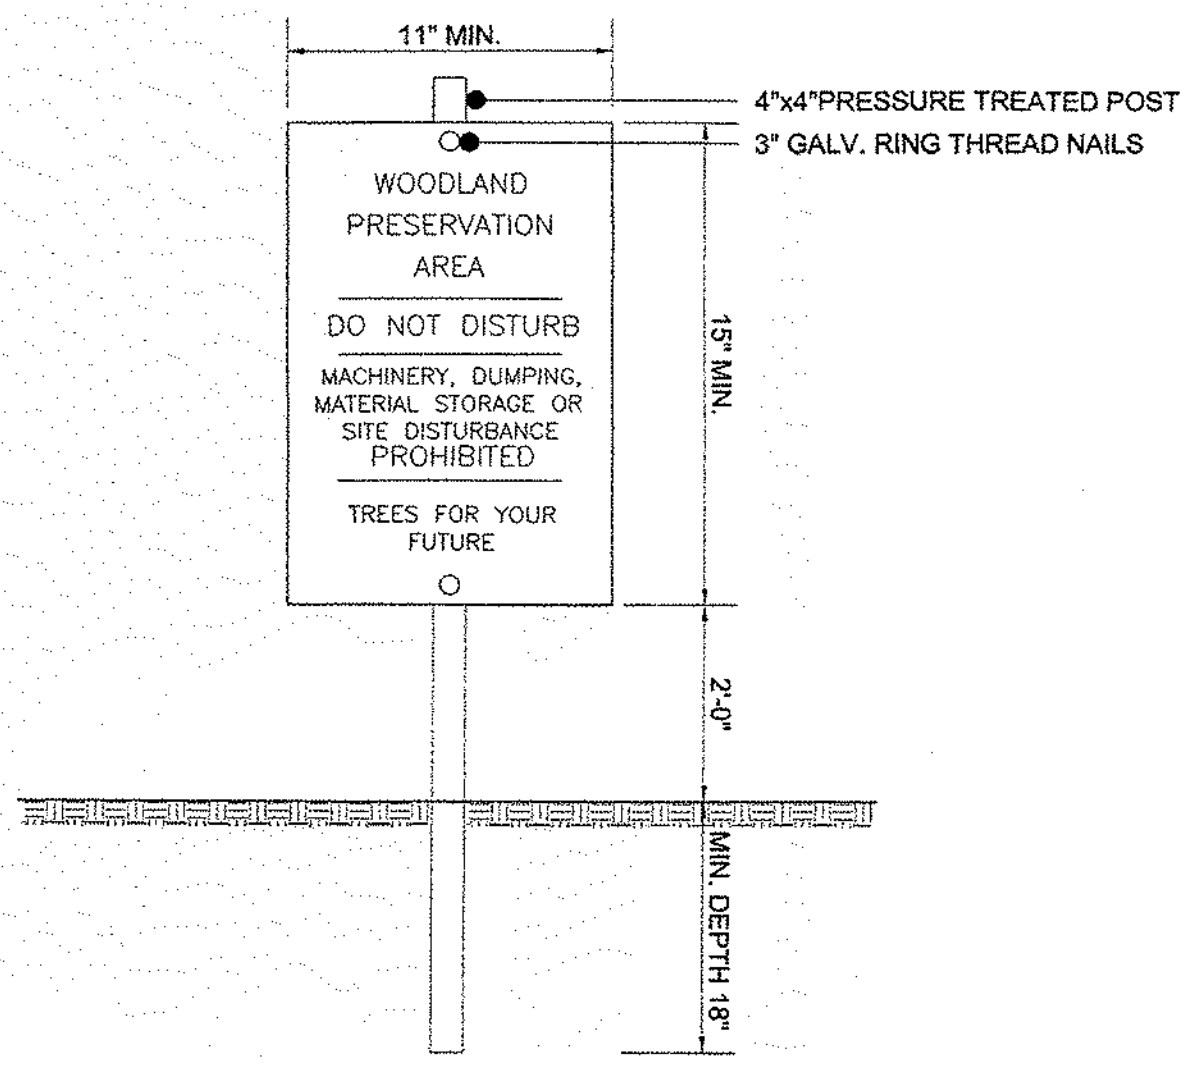 11" MIN.
4"x4"PRESSURE TREATED POST
3" GALV. RING THREAD NAILS
WOODLAND
PRESERVATION
AREA
DO NOT DISTURB
MACHINERY, DUMPING,
MATERIAL STORAGE OR
SITE DISTURBANCE
PROHIBITED
TREES FOR YOUR
FUTURE
15" MIN.
2'-0"
MIN. DEPTH 18"